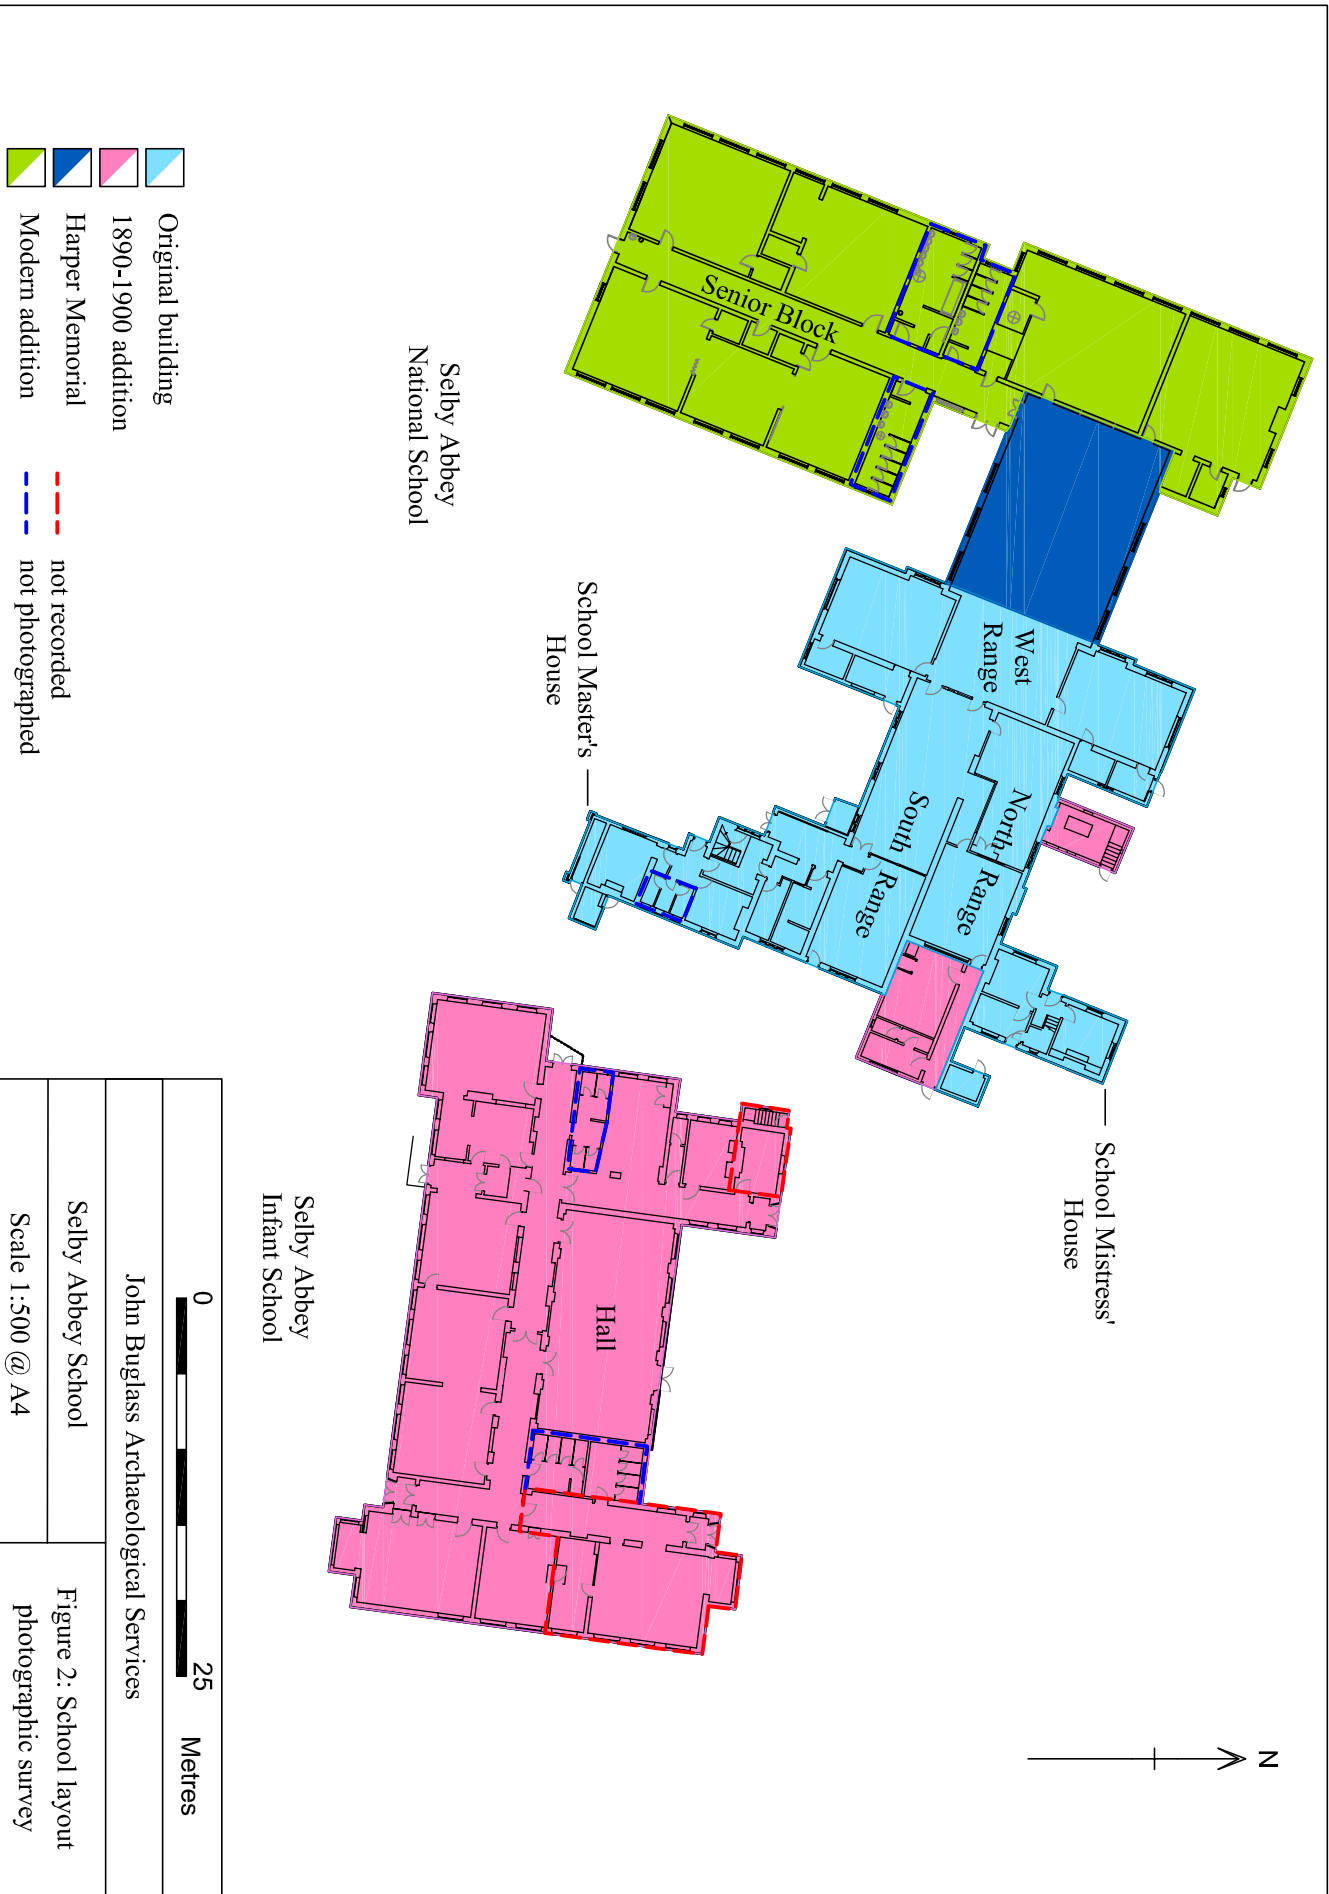 N
School Mistress'
House
West
Range
North
Range
South
Range
Senior Block
School Master's
House
Hall
Selby Abbey
National School
Selby Abbey
Infant School
Original building
1890-1900 addition
Harper Memorial
Modern addition
not recorded
not photographed
0
25
Metres
John Buglass Archaeological Services
Selby Abbey School
Scale 1:500 @ A4
Figure 2: School layout
photographic survey